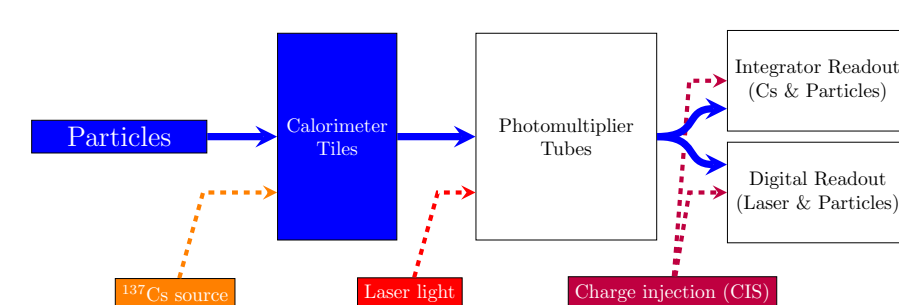 Particles
Calorimeter
Tiles
Photomultiplier
Tubes
Integrator Readout
(Cs & Particles)
Digital Readout
(Laser & Particles)
¹³⁷Cs source
Laser light
Charge injection (CIS)